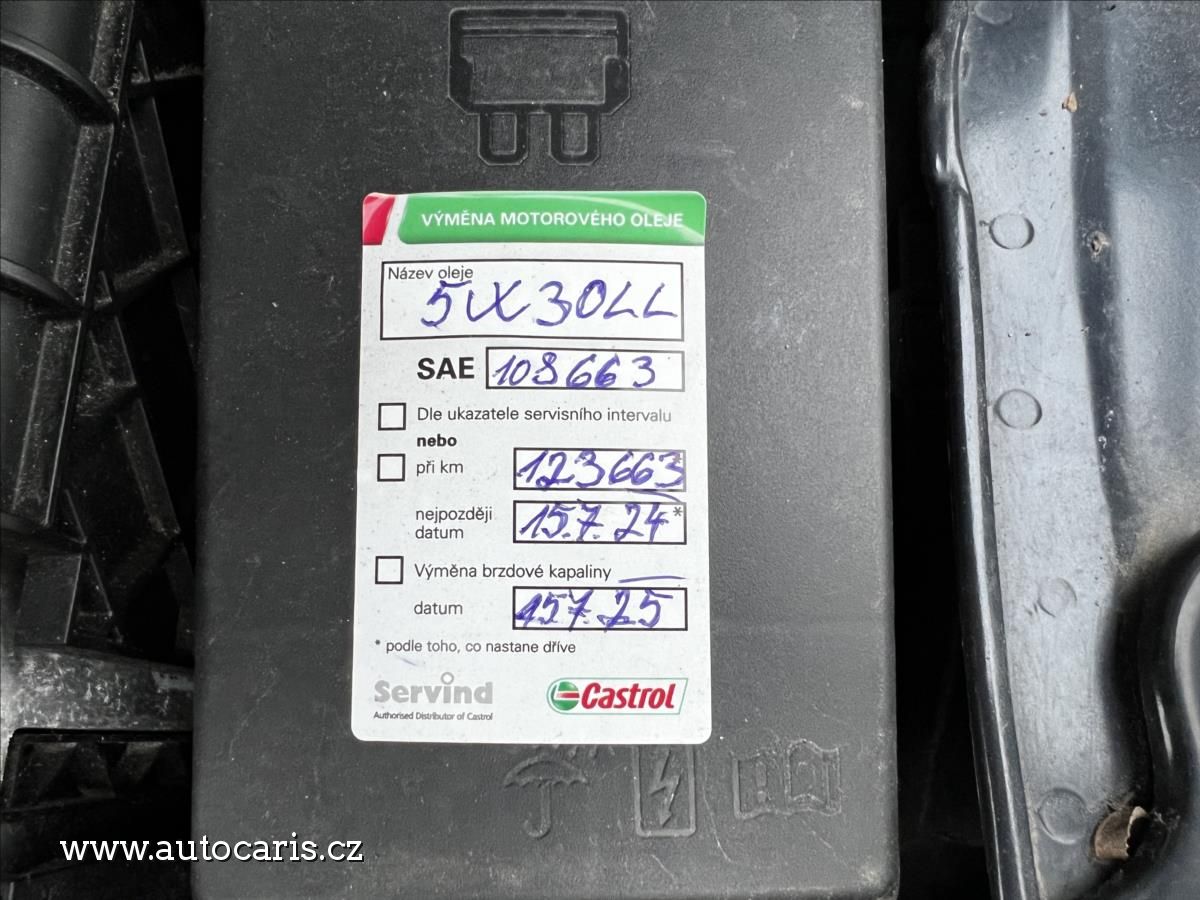 VÝMĚNA MOTOROVÉHO OLEJE
Název oleje
5W30LL
SAE 108663
Dle ukazatele servisního intervalu
nebo
při km 123663*
nejpozději datum 15.7.24*
Výměna brzdové kapaliny
datum 15.7.25
* podle toho, co nastane dříve
Servind Castrol
Authorised Distributor of Castrol
www.autocaris.cz